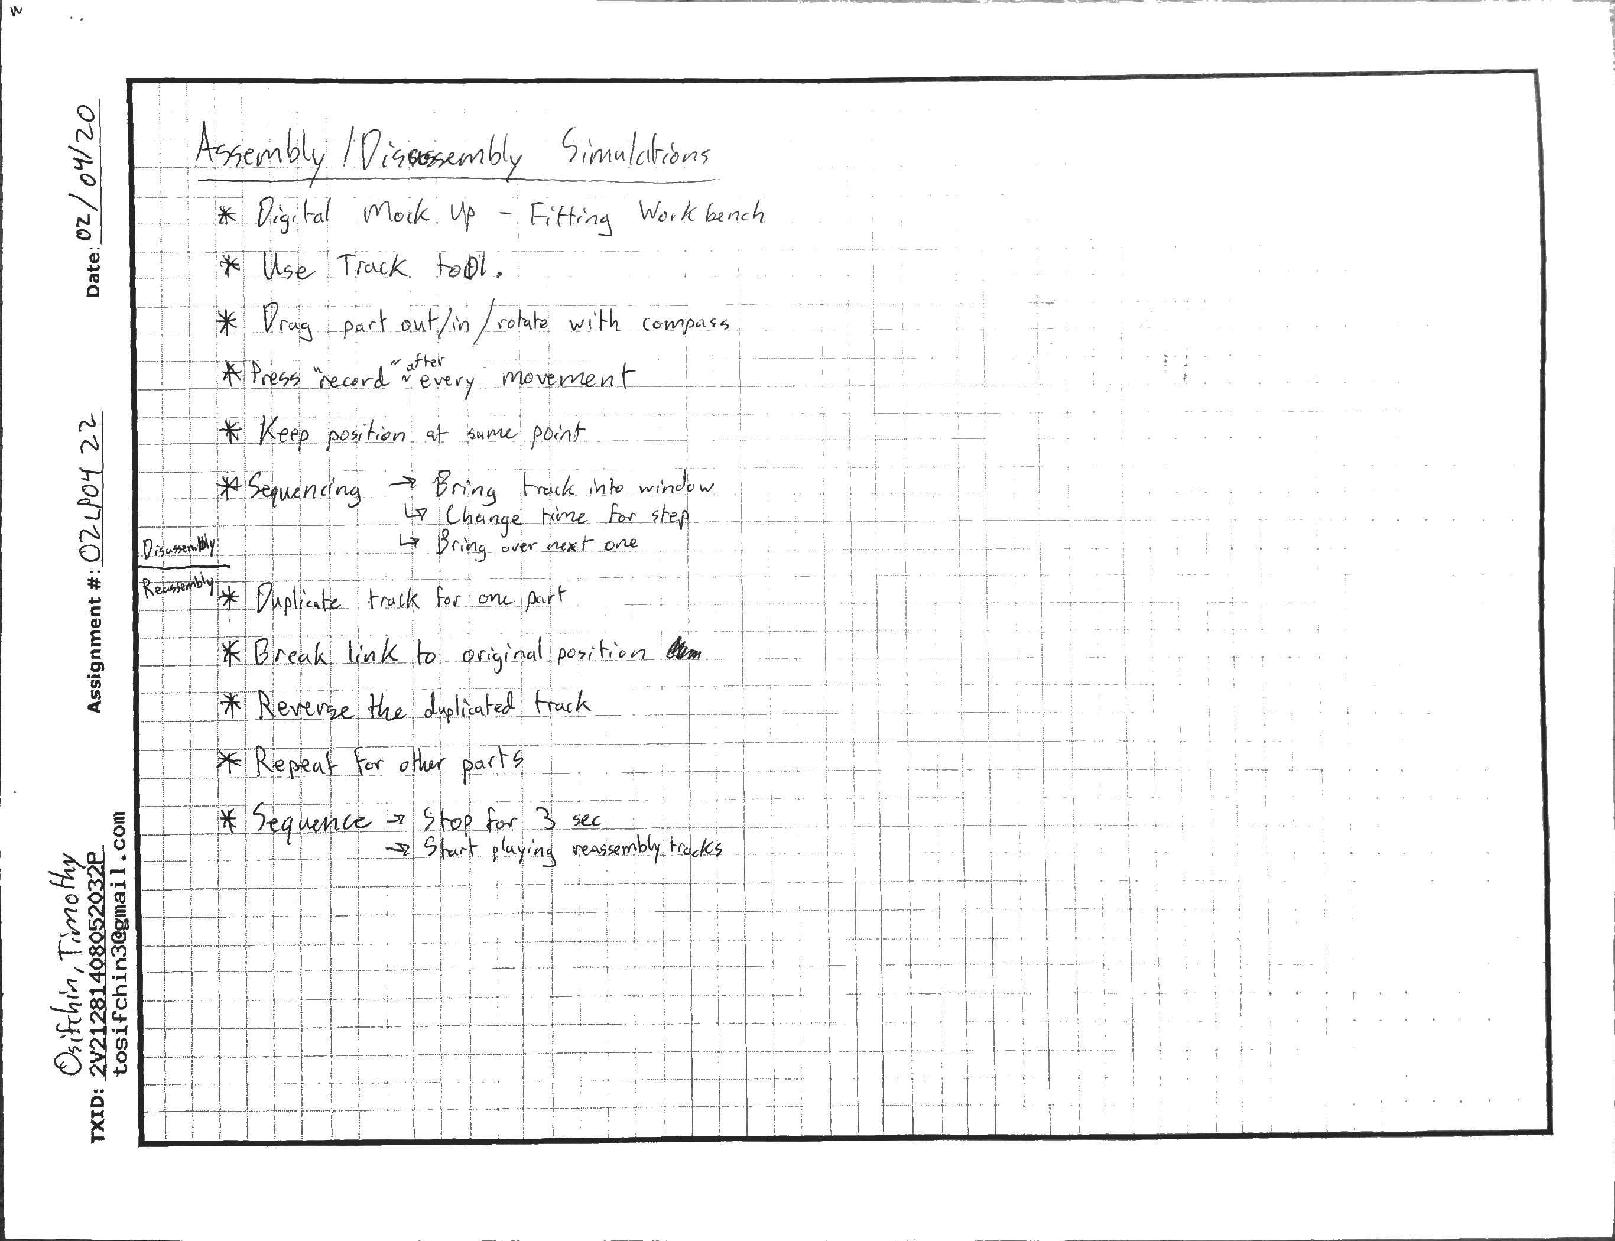 Assembly/Disassembly Simulations
* Digital Mock Up - Fitting Workbench
* Use Track tool.
* Drag part out/in/rotate with compass
* Press "record" after every movement
* Keep position at same point
* Sequencing → Bring track into window
↳ Change time for step
↳ Bring over next one
Disassembly
Reassembly
* Duplicate track for one part
* Break link to original position
* Reverse the duplicated track
* Repeat for other parts
* Sequence → Stop for 3 sec
→ Start playing reassembly tracks
Date: 02/04/20
Assignment #: 02LP04 22
Osifchin, Timothy
TXID: 2V21281408052032P
tosifchin3@gmail.com